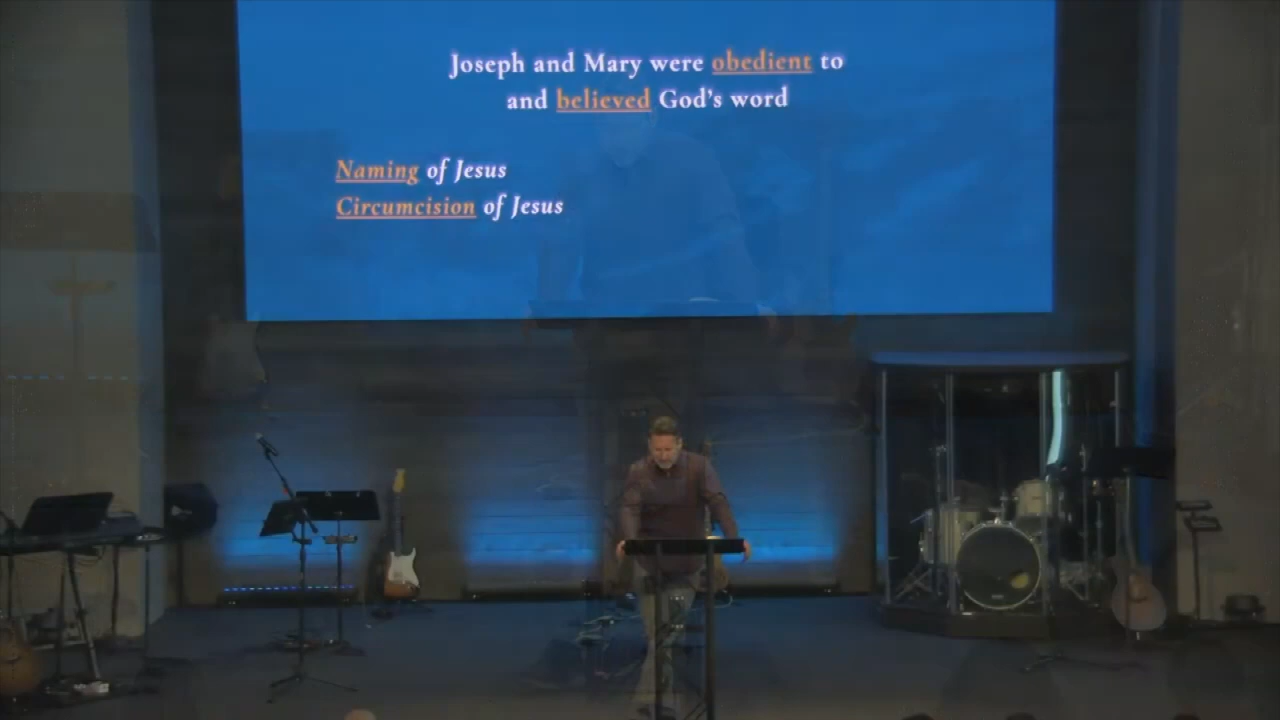 Joseph and Mary were obedient to
and believed God's word
Naming of Jesus
Circumcision of Jesus